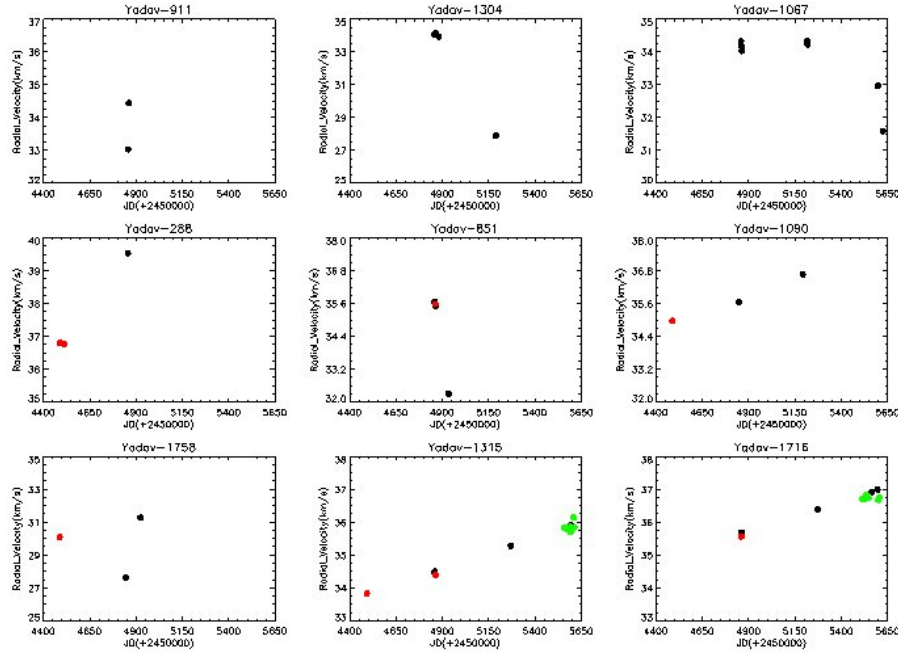 Yadav-911
37
36
35
34
33
32
Radial_Velocity(km/s)
4400 4650 4900 5150 5400 5650
JD(+2450000)
Yadav-1304
35
33
31
29
27
25
Radial_Velocity(km/s)
4400 4650 4900 5150 5400 5650
JD(+2450000)
Yadav-1067
35
34
33
32
31
30
Radial_Velocity(km/s)
4400 4650 4900 5150 5400 5650
JD(+2450000)
Yadav-288
40
39
38
37
36
35
Radial_Velocity(km/s)
4400 4650 4900 5150 5400 5650
JD(+2450000)
Yadav-851
38.0
36.8
35.6
34.4
33.2
32.0
Radial_Velocity(km/s)
4400 4650 4900 5150 5400 5650
JD(+2450000)
Yadav-1090
38.0
36.8
35.6
34.4
33.2
32.0
Radial_Velocity(km/s)
4400 4650 4900 5150 5400 5650
JD(+2450000)
Yadav-1758
35
33
31
29
27
25
Radial_Velocity(km/s)
4400 4650 4900 5150 5400 5650
JD(+2450000)
Yadav-1315
38
37
36
35
34
33
Radial_Velocity(km/s)
4400 4650 4900 5150 5400 5650
JD(+2450000)
Yadav-1716
38
37
36
35
34
33
Radial_Velocity(km/s)
4400 4650 4900 5150 5400 5650
JD(+2450000)